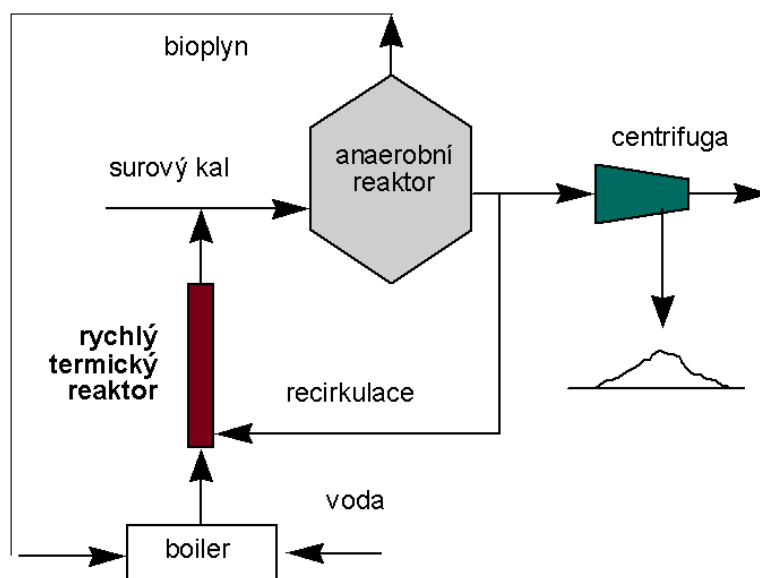 bioplyn
anaerobní
reaktor
centrifuga
surový kal
rychlý
termický
reaktor
recirkulace
voda
boiler